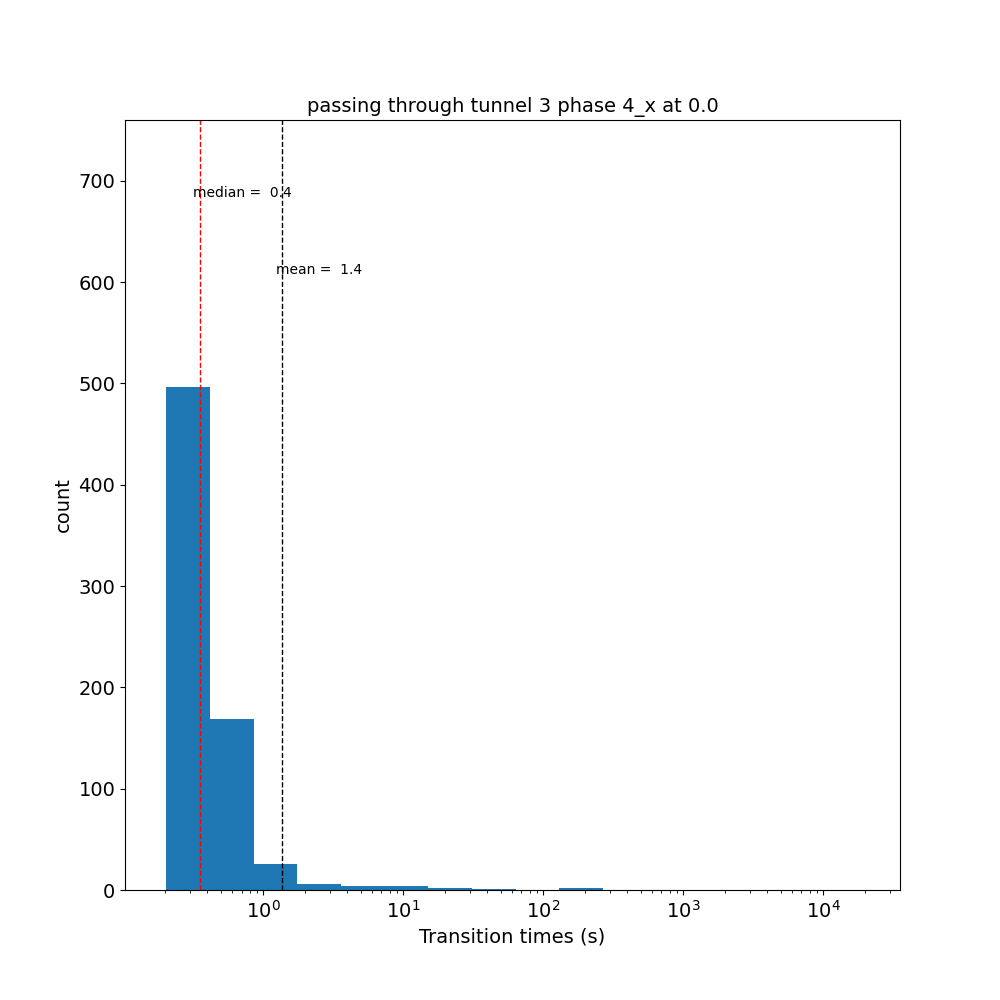 passing through tunnel 3 phase 4_x at 0.0
700
median =  0.4
mean =  1.4
600
500
400
300
200
100
0
count
10^0
10^1
10^2
10^3
10^4
Transition times (s)